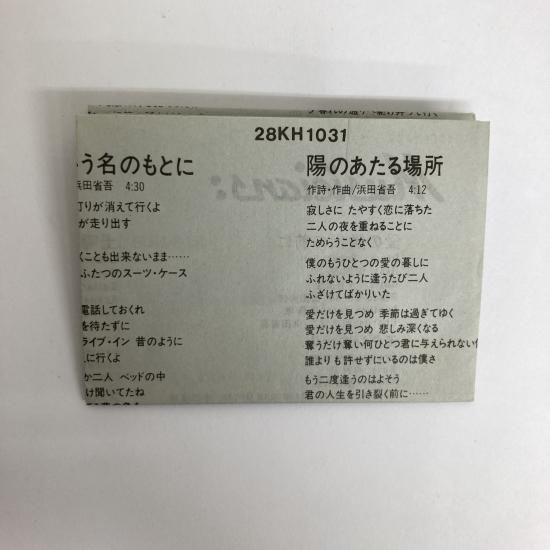 28KH1031
う名のもとに
浜田省吾 4:30
灯りが消えて行くよ
が走り出す
くことも出来ないまま……
ふたつのスーツ・ケース
電話しておくれ
を待たずに
ライブ・イン 昔のように
に行くよ
か二人 ベッドの中
け聞いてたね
陽のあたる場所
作詩・作曲/浜田省吾 4:12
寂しさに たやすく恋に落ちた
二人の夜を重ねることに
ためらうことなく
僕のもうひとつの愛の暮しに
ふれないように逢うたび二人
ふざけてばかりいた
愛だけを見つめ 季節は過ぎてゆく
愛だけを見つめ 悲しみ深くなる
奪うだけ奪い何ひとつ君に与えられない
誰よりも許せずにいるのは僕さ
もう二度逢うのはよそう
君の人生を引き裂く前に……